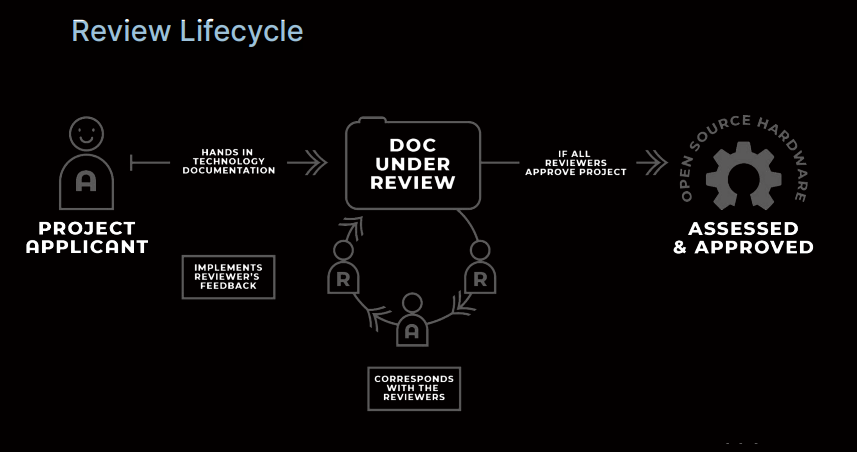 Review Lifecycle
OPEN SOURCE HARDWARE
HANDS IN
TECHNOLOGY
DOCUMENTATION
DOC
UNDER
REVIEW
IF ALL
REVIEWERS
APPROVE PROJECT
A
PROJECT
APPLICANT
ASSESSED
& APPROVED
IMPLEMENTS
REVIEWER'S
FEEDBACK
R
R
A
CORRESPONDS
WITH THE
REVIEWERS